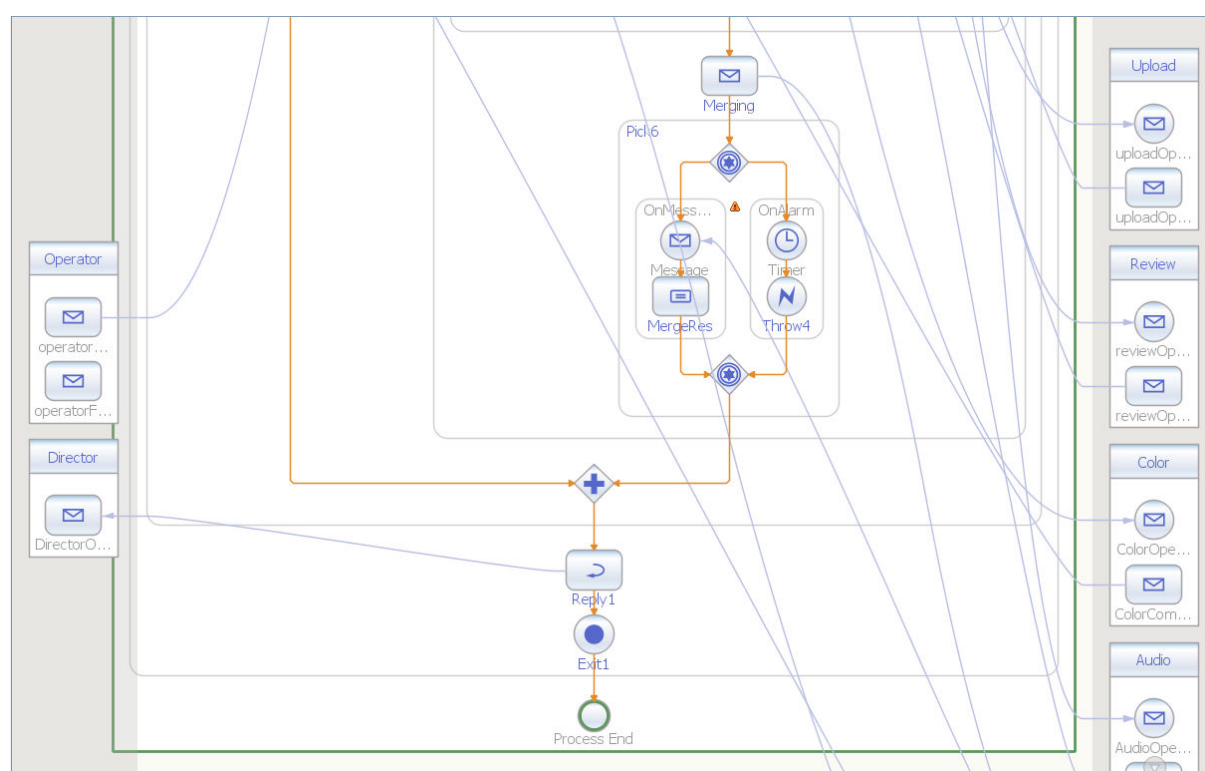 Upload
Merging
Pick6
uploadOp...
uploadOp...
OnMess...
OnAlarm
Operator
Review
Message
Timer
MergeRes
Throw4
operator...
reviewOp...
operatorF...
reviewOp...
Director
Color
DirectorO...
ColorOpe...
Reply1
ColorCom...
Exit1
Audio
Process End
AudioOpe...